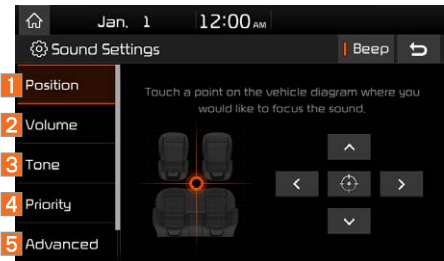 Jan. 1 12:00 AM
Sound Settings Beep
1 Position
Touch a point on the vehicle diagram where you
would like to focus the sound.
2 Volume
3 Tone
4 Priority
5 Advanced